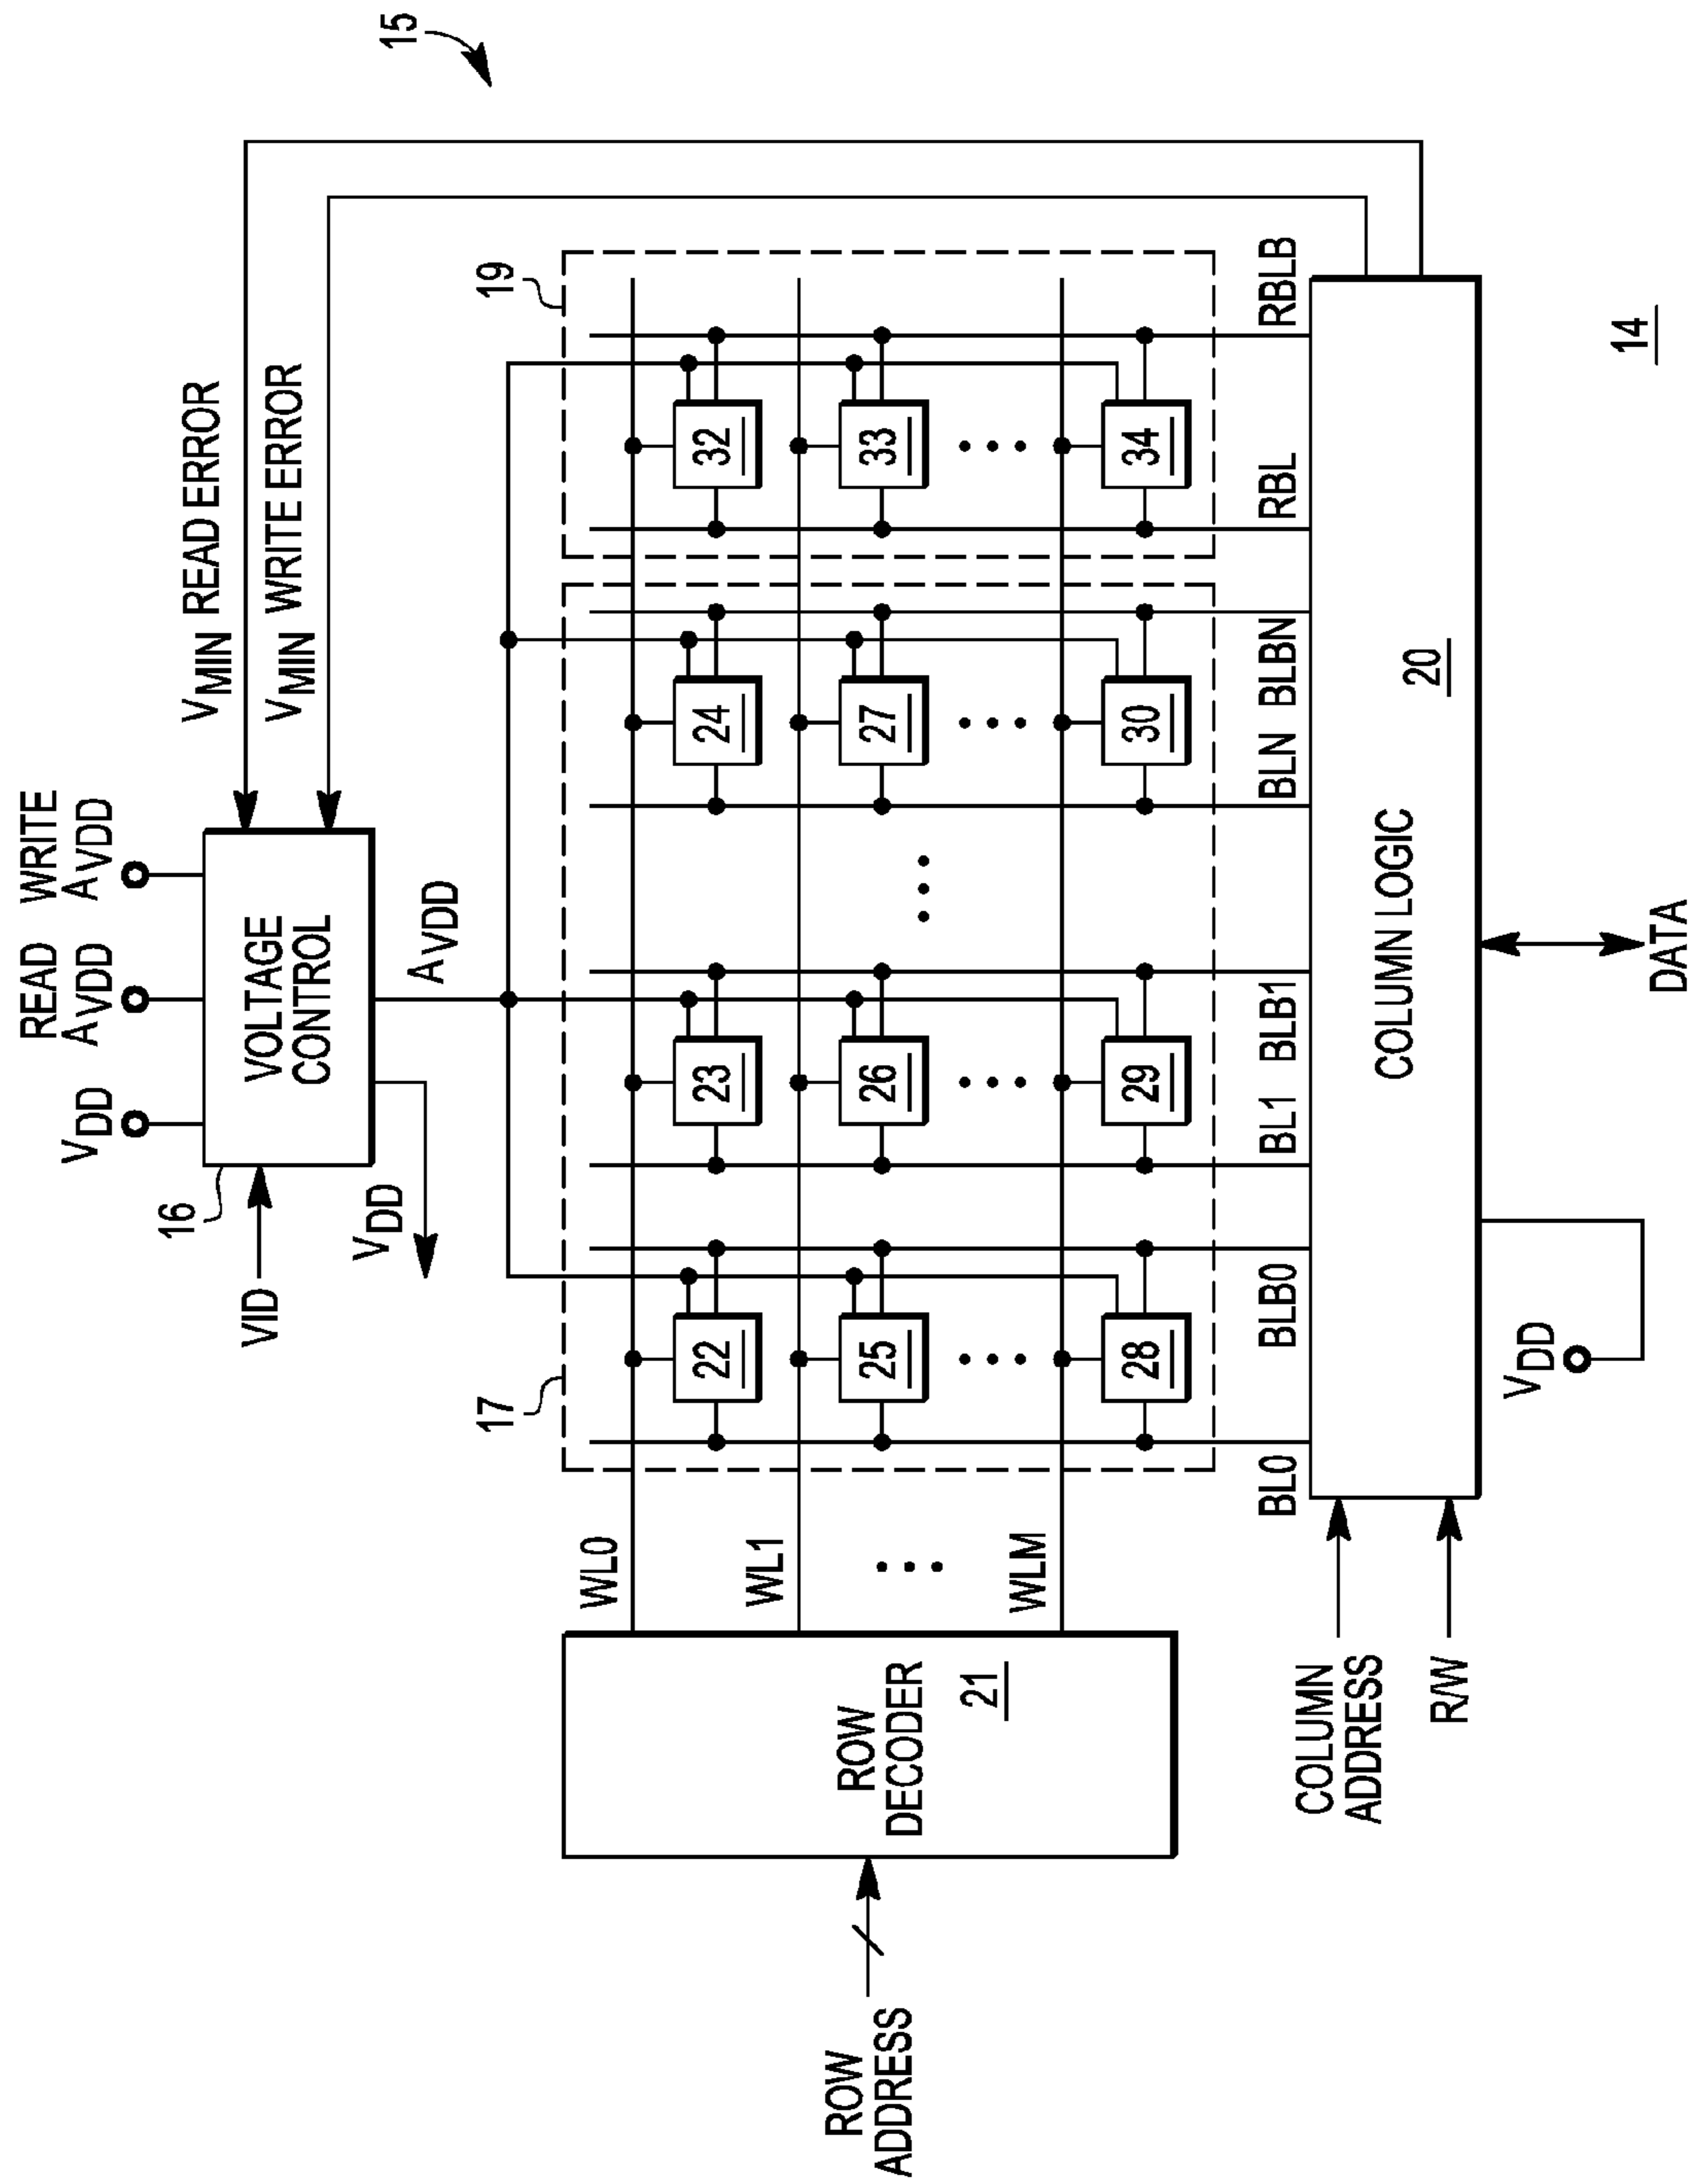 15
READ
AVDD
WRITE
AVDD
VDD
VMIN READ ERROR
VMIN WRITE ERROR
VOLTAGE
CONTROL
16
VID
VDD
AVDD
17
19
WL0
WL1
WLM
ROW
ADDRESS
ROW
DECODER
21
22
23
24
32
25
26
27
33
28
29
30
34
BL0
BLB0
BL1
BLB1
BLN
BLBN
RBL
RBLB
COLUMN LOGIC
20
COLUMN
ADDRESS
R/W
VDD
DATA
14